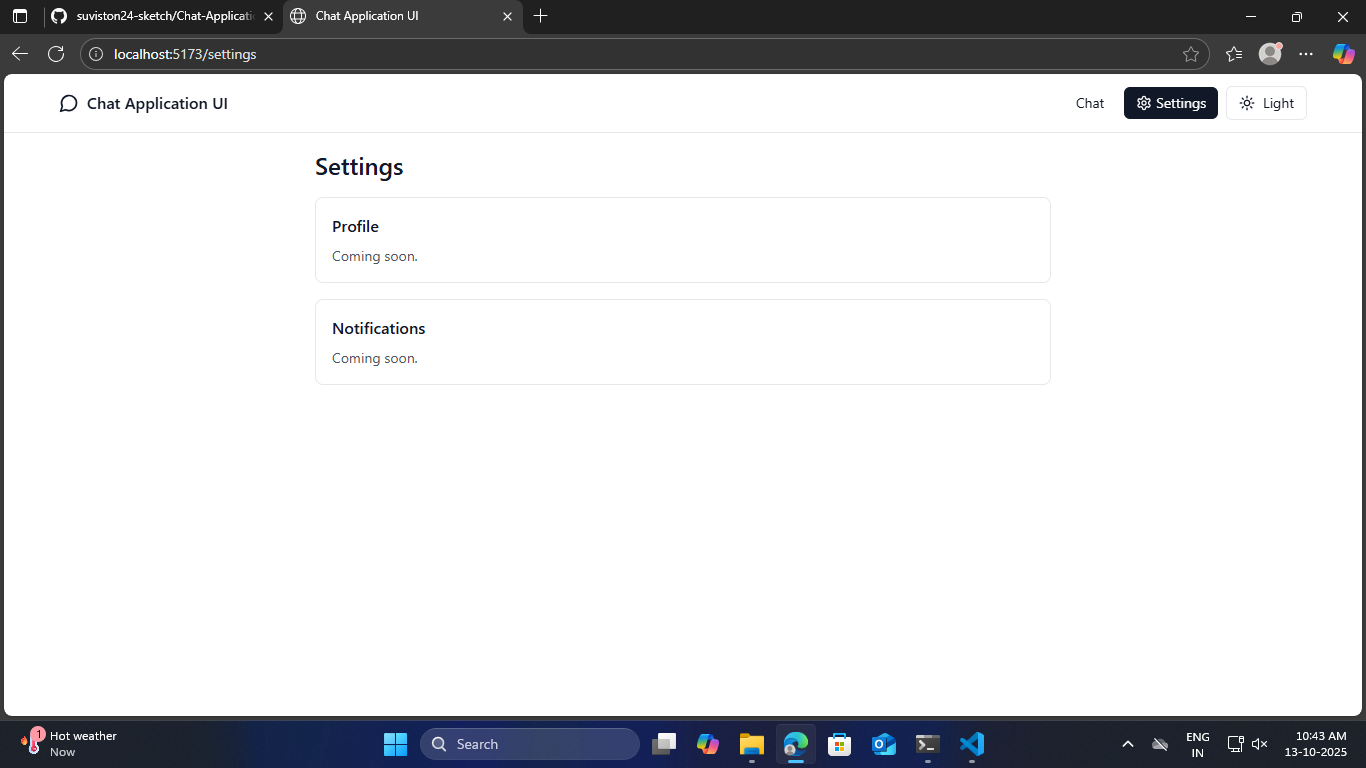 suviston24-sketch/Chat-Applicati
Chat Application UI
localhost:5173/settings
Chat Application UI
Chat
Settings
Light
Settings
Profile
Coming soon.
Notifications
Coming soon.
1
Hot weather
Now
Search
ENG
IN
10:43 AM
13-10-2025